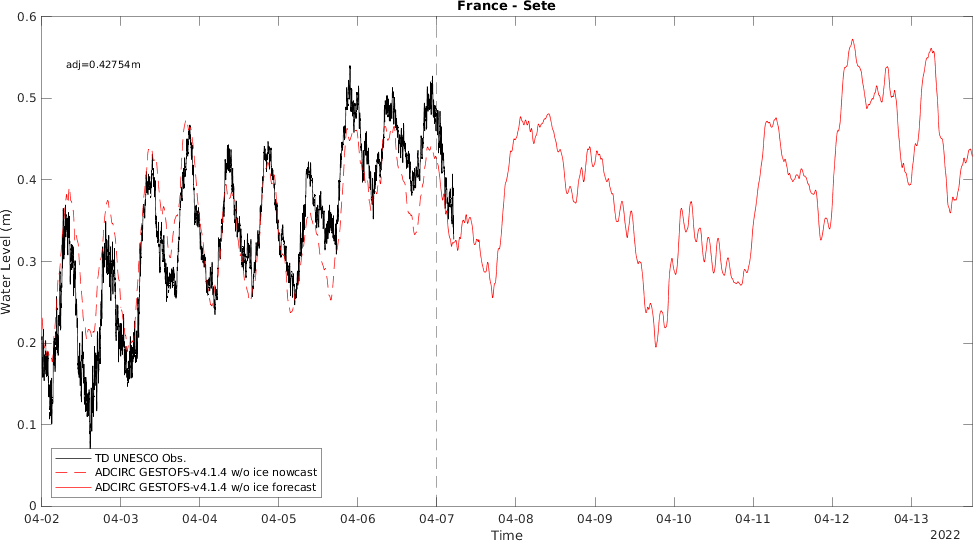 France - Sete
adj=0.42754m
0.6
0.5
0.4
0.3
0.2
0.1
0
Water Level (m)
TD UNESCO Obs.
ADCIRC GESTOFS-v4.1.4 w/o ice nowcast
ADCIRC GESTOFS-v4.1.4 w/o ice forecast
04-02 04-03 04-04 04-05 04-06 04-07 04-08 04-09 04-10 04-11 04-12 04-13
Time
2022